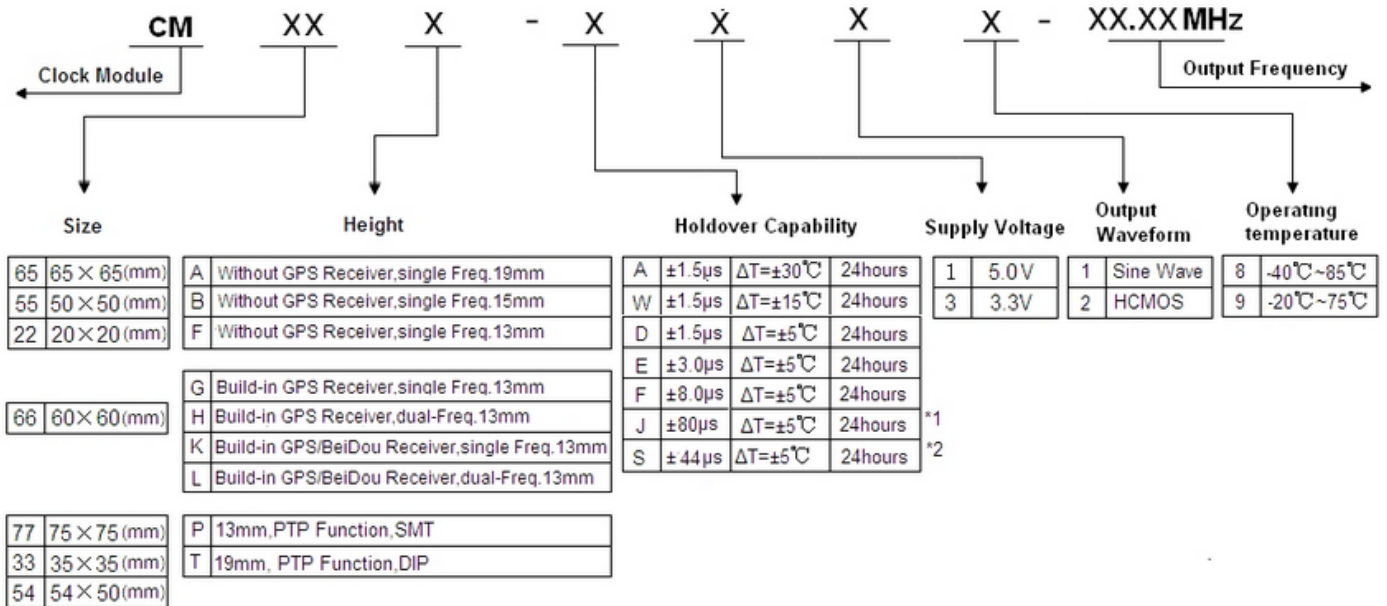 CM XX X - X X X X - XX.XX MHz
Clock Module
Output Frequency
Size
Height
Holdover Capability
Supply Voltage
Output
Waveform
Operating
temperature
65 65×65(mm)
55 50×50(mm)
22 20×20(mm)
66 60×60(mm)
77 75×75(mm)
33 35×35(mm)
54 54×50(mm)
A Without GPS Receiver,single Freq.19mm
B Without GPS Receiver,single Freq.15mm
F Without GPS Receiver,single Freq.13mm
G Build-in GPS Receiver,single Freq.13mm
H Build-in GPS Receiver,dual-Freq.13mm
K Build-in GPS/BeiDou Receiver,single Freq.13mm
L Build-in GPS/BeiDou Receiver,dual-Freq.13mm
P 13mm,PTP Function,SMT
T 19mm, PTP Function,DIP
A ±1.5μs ΔT=±30℃ 24hours
W ±1.5μs ΔT=±15℃ 24hours
D ±1.5μs ΔT=±5℃ 24hours
E ±3.0μs ΔT=±5℃ 24hours
F ±8.0μs ΔT=±5℃ 24hours
J ±80μs ΔT=±5℃ 24hours *1
S ±44μs ΔT=±5℃ 24hours *2
1 5.0V
3 3.3V
1 Sine Wave
2 HCMOS
8 -40℃~85℃
9 -20℃~75℃